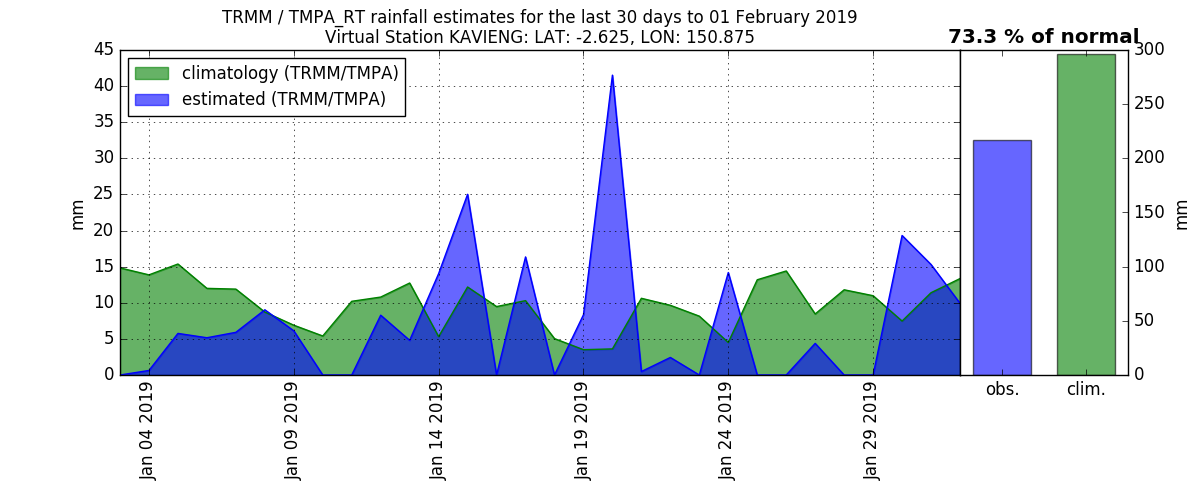 TRMM / TMPA_RT rainfall estimates for the last 30 days to 01 February 2019
Virtual Station KAVIENG: LAT: -2.625, LON: 150.875
73.3 % of normal
climatology (TRMM/TMPA)
estimated (TRMM/TMPA)
45
40
35
30
25
20
15
10
5
0
mm
Jan 04 2019
Jan 09 2019
Jan 14 2019
Jan 19 2019
Jan 24 2019
Jan 29 2019
300
250
200
150
100
50
0
mm
obs.
clim.